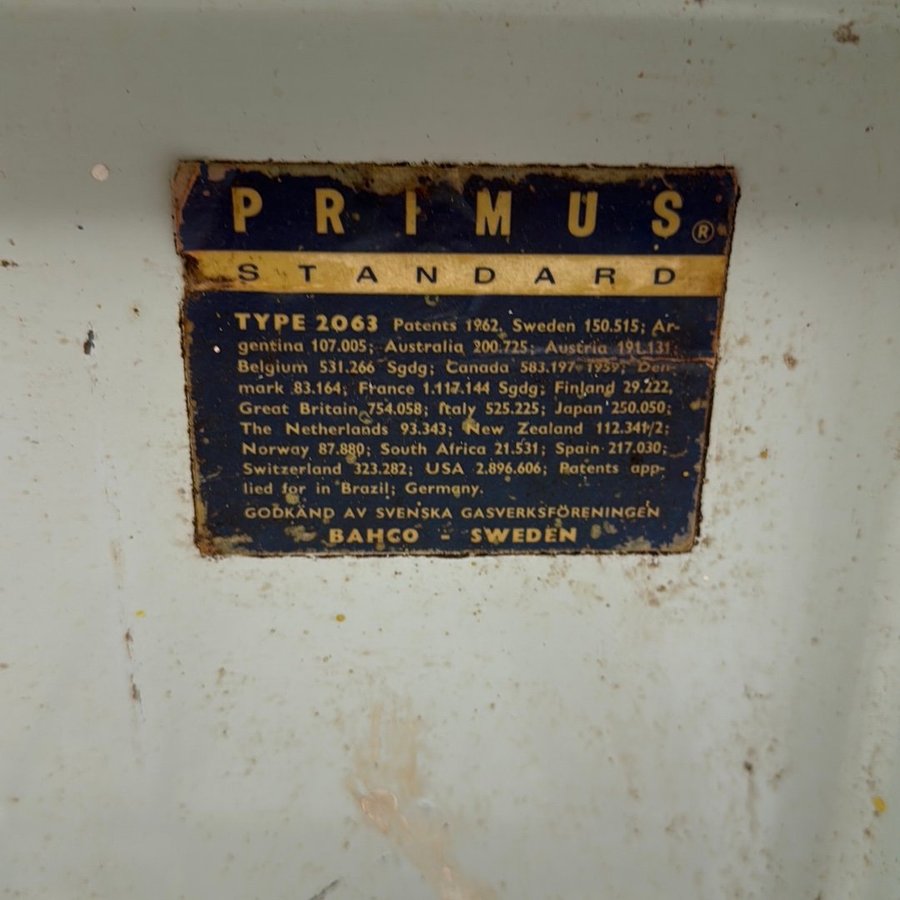 PRIMUS®
STANDARD
TYPE 2063 Patents 1962, Sweden 150.515; Ar-
gentina 107.005; Australia 200.725; Austria 191.131;
Belgium 531.266 Sgdg; Canada 583.197-1959; Den-
mark 83.164; France 1.117.144 Sgdg; Finland 29.222,
Great Britain 754.058; Italy 525.225; Japan 250.050;
The Netherlands 93.343; New Zealand 112.341/2;
Norway 87.880; South Africa 21.531; Spain 217.030;
Switzerland 323.282; USA 2.896.606; Patents app-
lied for in Brazil; Germany.
GODKÄND AV SVENSKA GASVERKSFÖRENINGEN
BAHCO - SWEDEN